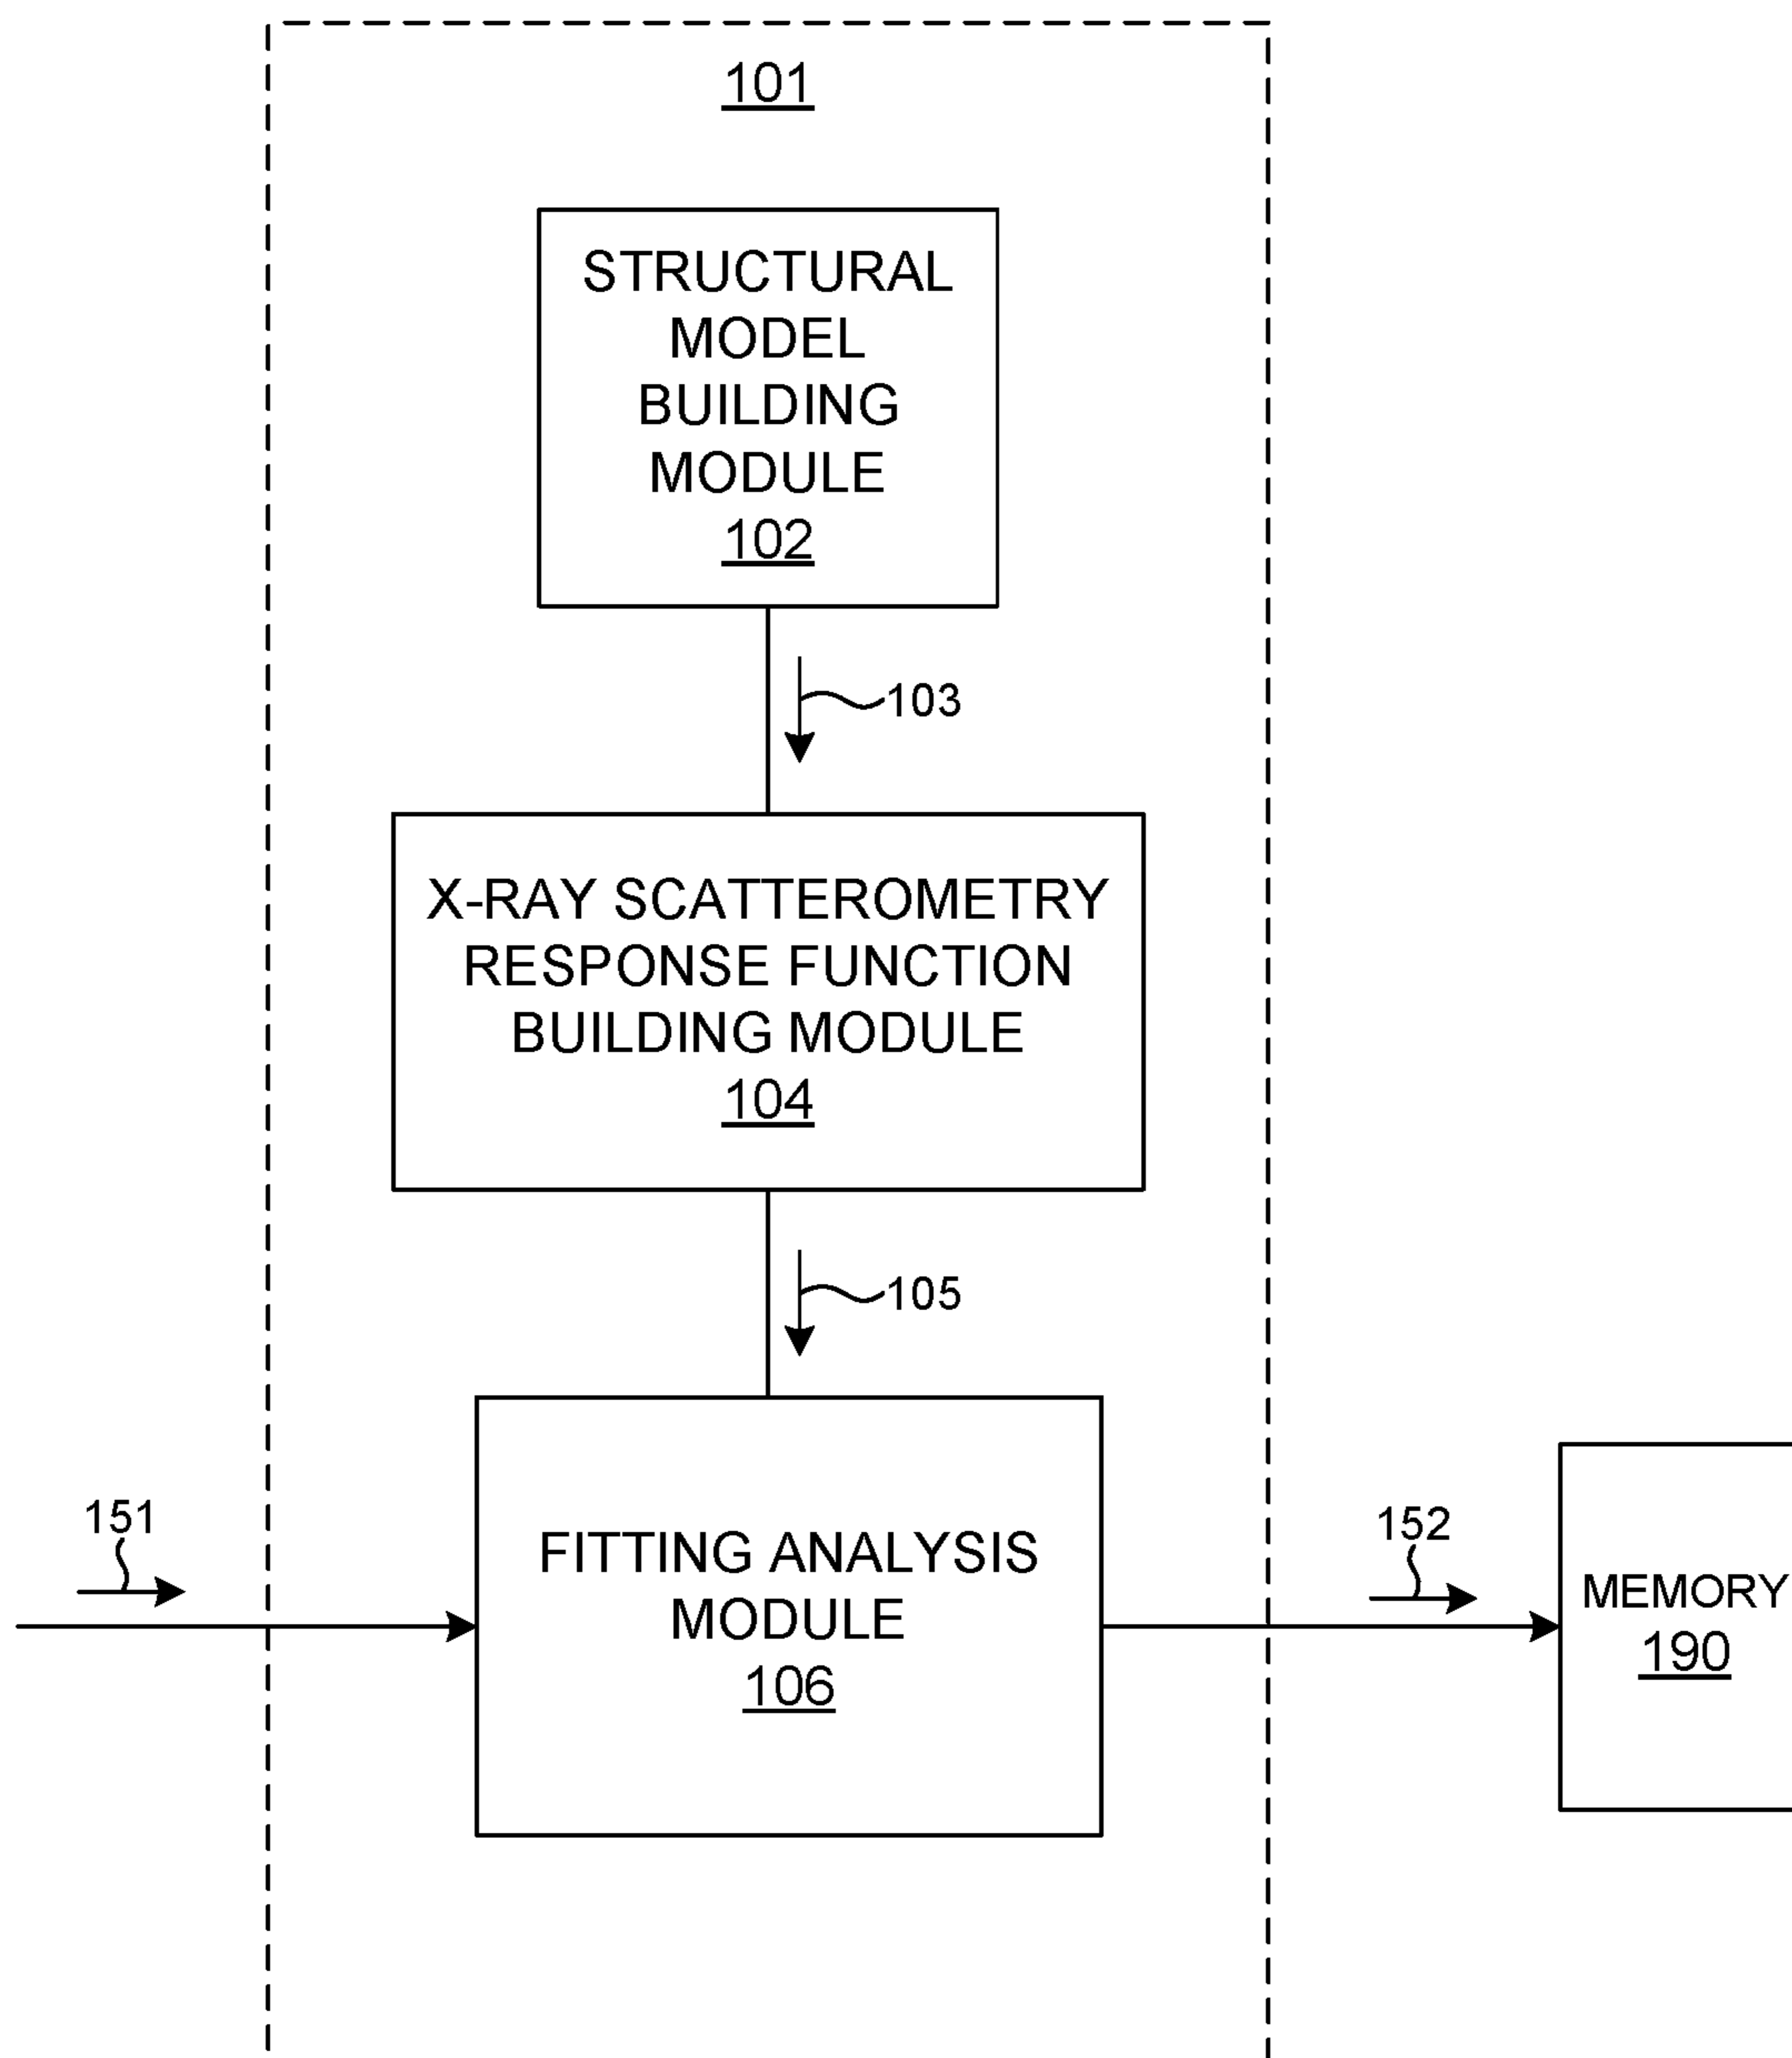 101
STRUCTURAL
MODEL
BUILDING
MODULE
102
103
X-RAY SCATTEROMETRY
RESPONSE FUNCTION
BUILDING MODULE
104
105
151
FITTING ANALYSIS
MODULE
106
152
MEMORY
190